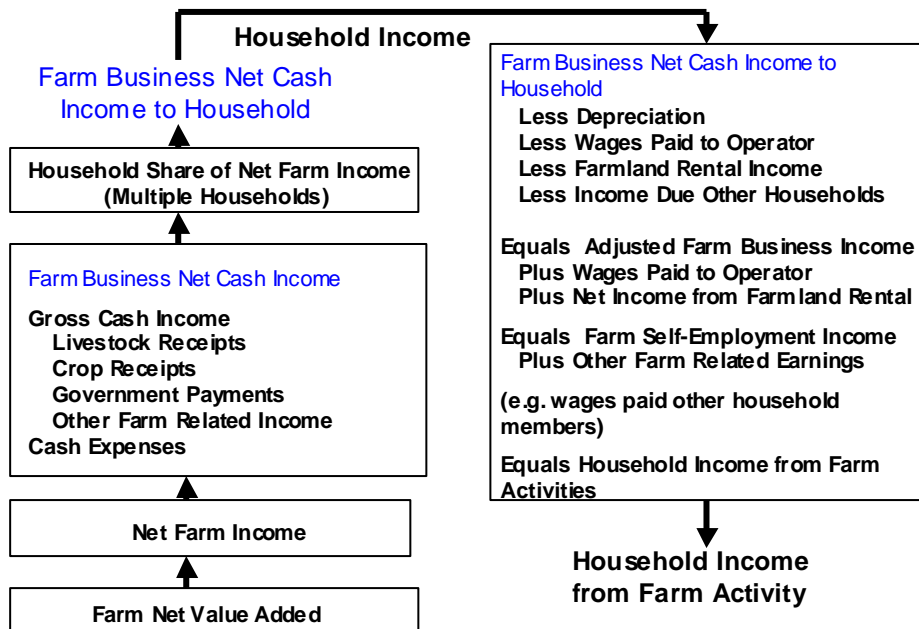 Household Income
Farm Business Net Cash
Income to Household
Household Share of Net Farm Income
(Multiple Households)
Farm Business Net Cash Income
Gross Cash Income
Livestock Receipts
Crop Receipts
Government Payments
Other Farm Related Income
Cash Expenses
Net Farm Income
Farm Net Value Added
Farm Business Net Cash Income to
Household
Less Depreciation
Less Wages Paid to Operator
Less Farmland Rental Income
Less Income Due Other Households
Equals Adjusted Farm Business Income
Plus Wages Paid to Operator
Plus Net Income from Farmland Rental
Equals Farm Self-Employment Income
Plus Other Farm Related Earnings
(e.g. wages paid other household
members)
Equals Household Income from Farm
Activities
Household Income
from Farm Activity